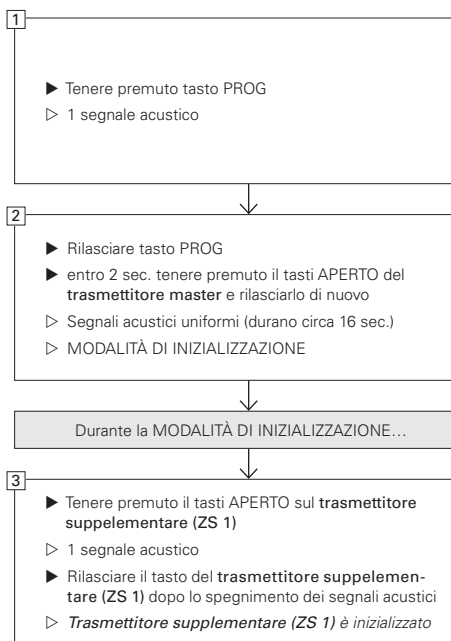 1
▶ Tenere premuto tasto PROG
▷ 1 segnale acustico
2
▶ Rilasciare tasto PROG
▶ entro 2 sec. tenere premuto il tasti APERTO del
trasmettitore master e rilasciarlo di nuovo
▷ Segnali acustici uniformi (durano circa 16 sec.)
▷ MODALITÀ DI INIZIALIZZAZIONE
Durante la MODALITÀ DI INIZIALIZZAZIONE…
3
▶ Tenere premuto il tasti APERTO sul trasmettitore
suppelementare (ZS 1)
▷ 1 segnale acustico
▶ Rilasciare il tasto del trasmettitore suppelemen-
tare (ZS 1) dopo lo spegnimento dei segnali acustici
▷ Trasmettitore supplementare (ZS 1) è inizializzato